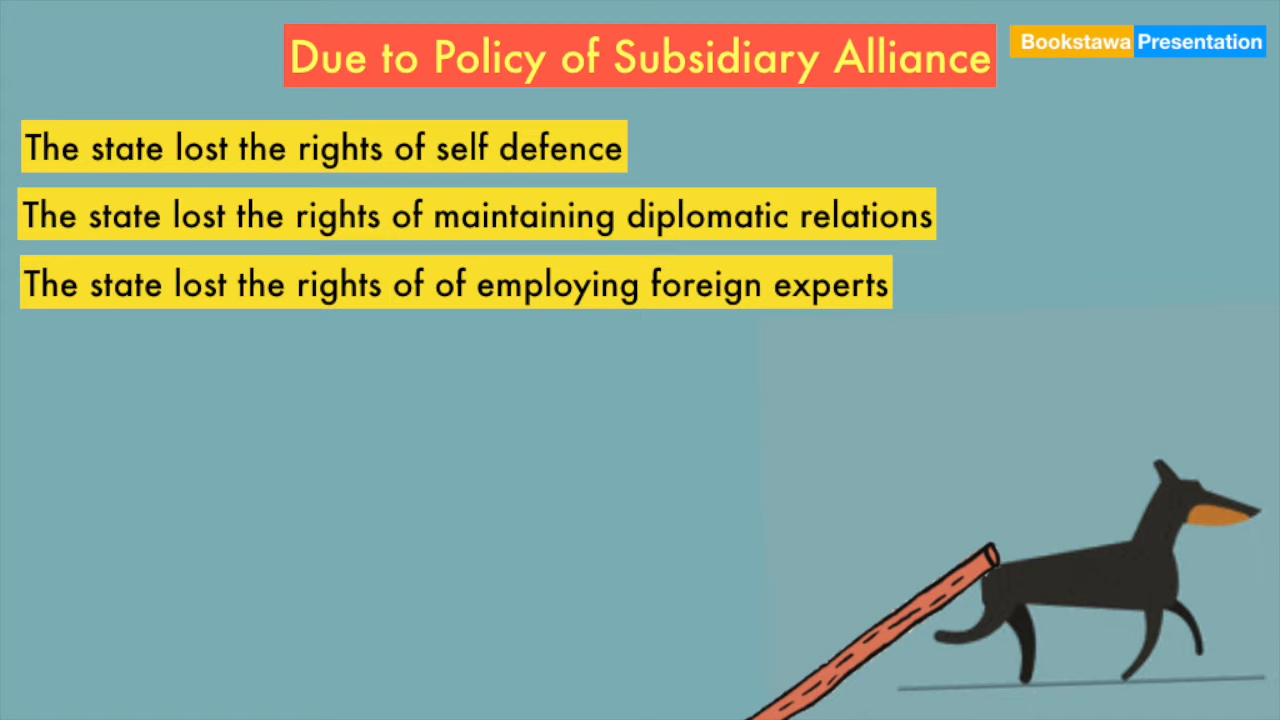 Due to Policy of Subsidiary Alliance
Bookstawa Presentation
The state lost the rights of self defence
The state lost the rights of maintaining diplomatic relations
The state lost the rights of of employing foreign experts